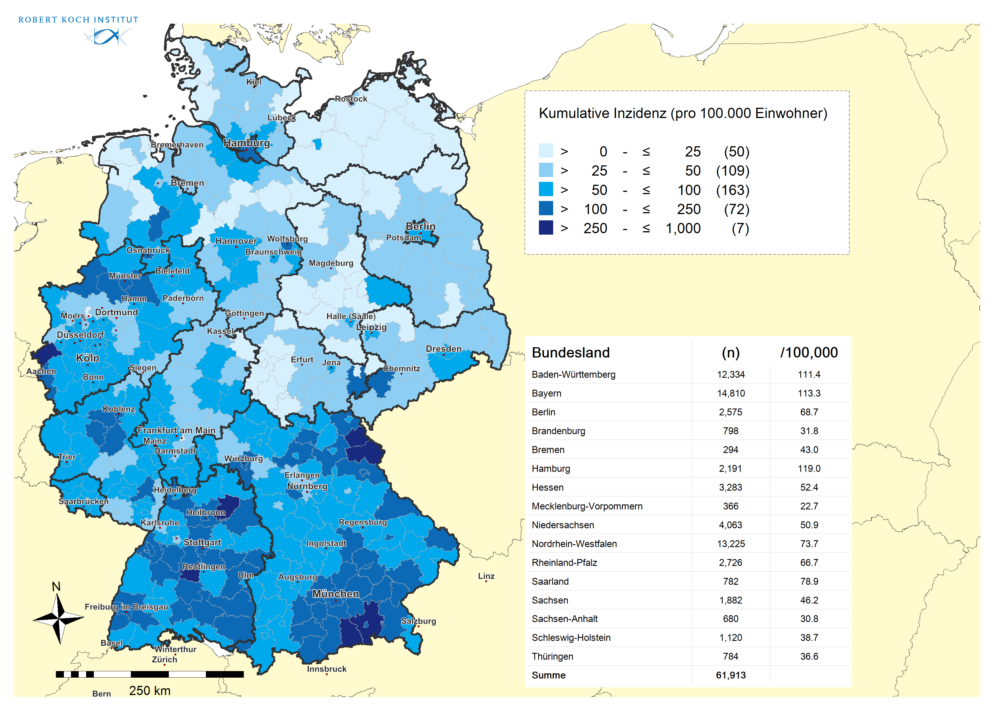 ROBERT KOCH INSTITUT
Kiel
Rostock
Lübeck
Hamburg
Bremerhaven
Bremen
Berlin
Potsdam
Hannover
Wolfsburg
Osnabrück
Braunschweig
Magdeburg
Bielefeld
Münster
Hamm
Paderborn
Moers
Dortmund
Göttingen
Halle (Saale)
Leipzig
Kassel
Düsseldorf
Dresden
Köln
Erfurt
Jena
Siegen
Chemnitz
Aachen
Bonn
Koblenz
Frankfurt am Main
Mainz
Darmstadt
Trier
Würzburg
Erlangen
Nürnberg
Heidelberg
Saarbrücken
Heilbronn
Karlsruhe
Regensburg
Stuttgart
Ingolstadt
Reutlingen
Ulm
Augsburg
Linz
München
Freiburg im Breisgau
Salzburg
Basel
Winterthur
Zürich
Innsbruck
Bern
N
250 km
Kumulative Inzidenz (pro 100.000 Einwohner)
> 0 - ≤ 25 (50)
> 25 - ≤ 50 (109)
> 50 - ≤ 100 (163)
> 100 - ≤ 250 (72)
> 250 - ≤ 1,000 (7)
Bundesland (n) /100,000
Baden-Württemberg 12,334 111.4
Bayern 14,810 113.3
Berlin 2,575 68.7
Brandenburg 798 31.8
Bremen 294 43.0
Hamburg 2,191 119.0
Hessen 3,283 52.4
Mecklenburg-Vorpommern 366 22.7
Niedersachsen 4,063 50.9
Nordrhein-Westfalen 13,225 73.7
Rheinland-Pfalz 2,726 66.7
Saarland 782 78.9
Sachsen 1,882 46.2
Sachsen-Anhalt 680 30.8
Schleswig-Holstein 1,120 38.7
Thüringen 784 36.6
Summe 61,913